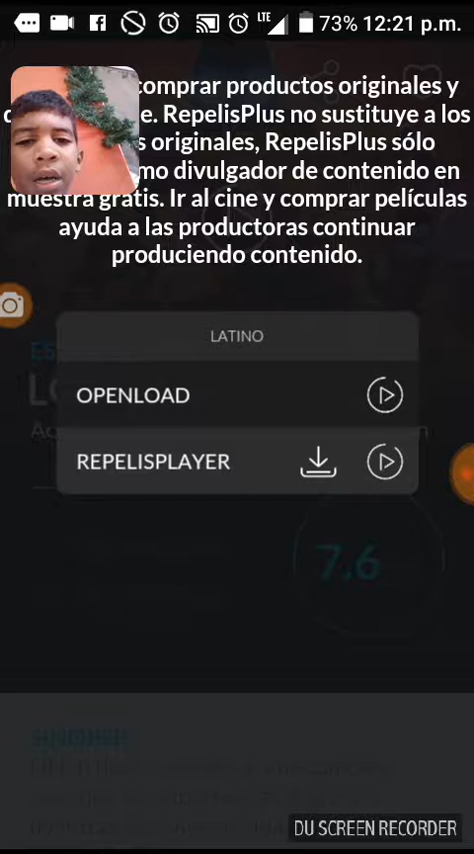 LTE 73% 12:21 p.m.
comprar productos originales y
e. RepelisPlus no sustituye a los
s originales, RepelisPlus sólo
mo divulgador de contenido en
muestra gratis. Ir al cine y comprar películas
ayuda a las productoras continuar
produciendo contenido.
LATINO
OPENLOAD
REPELISPLAYER
7.6
DU SCREEN RECORDER